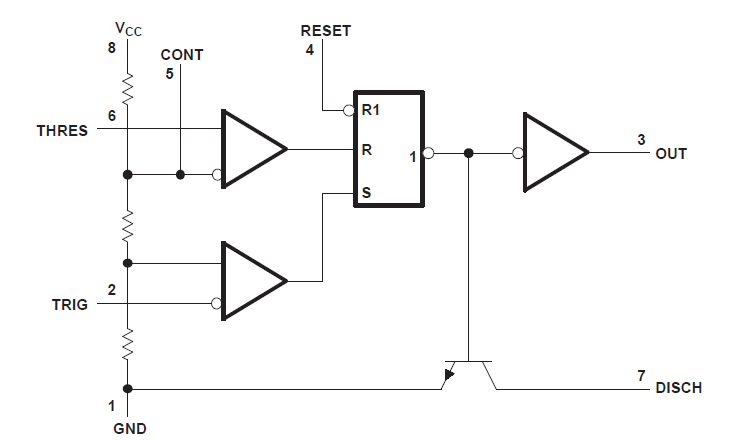 VCC
8
CONT
5
RESET
4
6
THRES
R1
R
1
S
3
OUT
2
TRIG
7
DISCH
1
GND